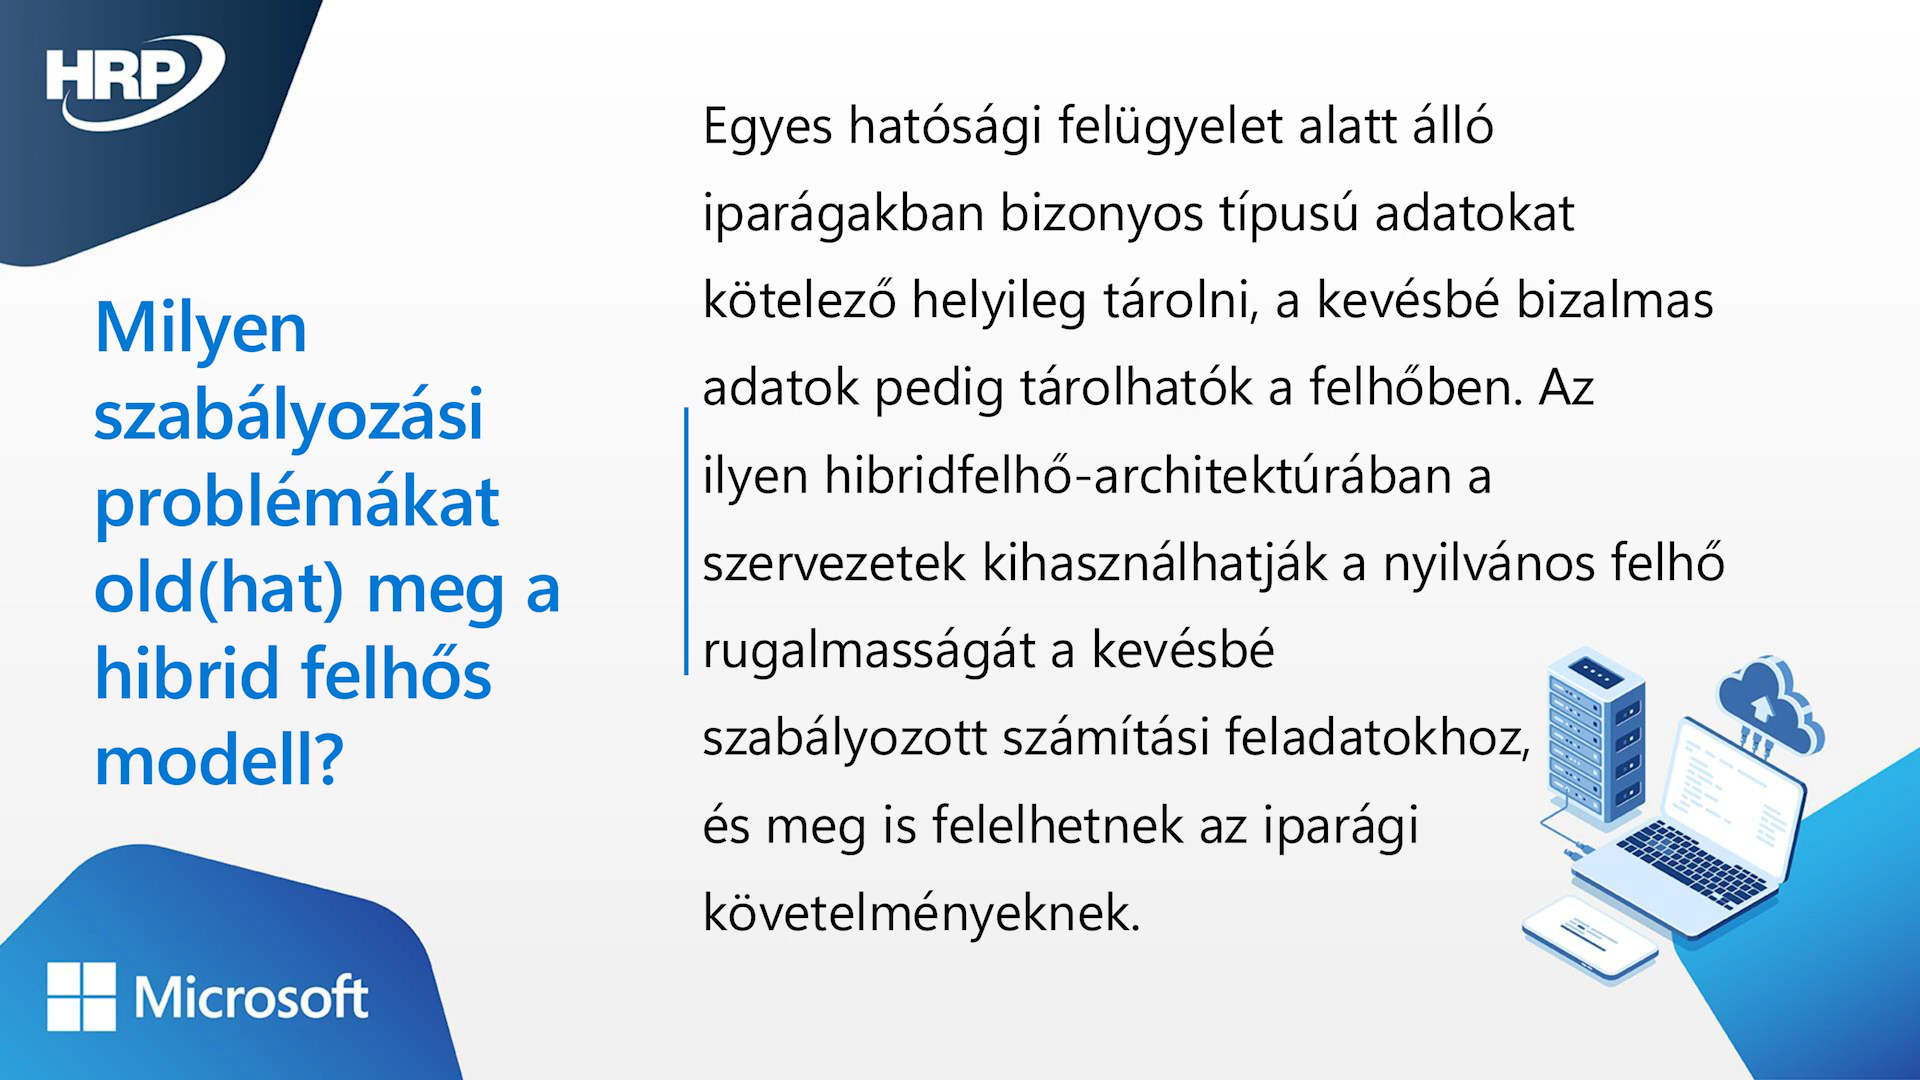 HRP
Milyen
szabályozási
problémákat
old(hat) meg a
hibrid felhős
modell?
Egyes hatósági felügyelet alatt álló
iparágakban bizonyos típusú adatokat
kötelező helyileg tárolni, a kevésbé bizalmas
adatok pedig tárolhatók a felhőben. Az
ilyen hibridfelhő-architektúrában a
szervezetek kihasználhatják a nyilvános felhő
rugalmasságát a kevésbé
szabályozott számítási feladatokhoz,
és meg is felelhetnek az iparági
követelményeknek.
Microsoft